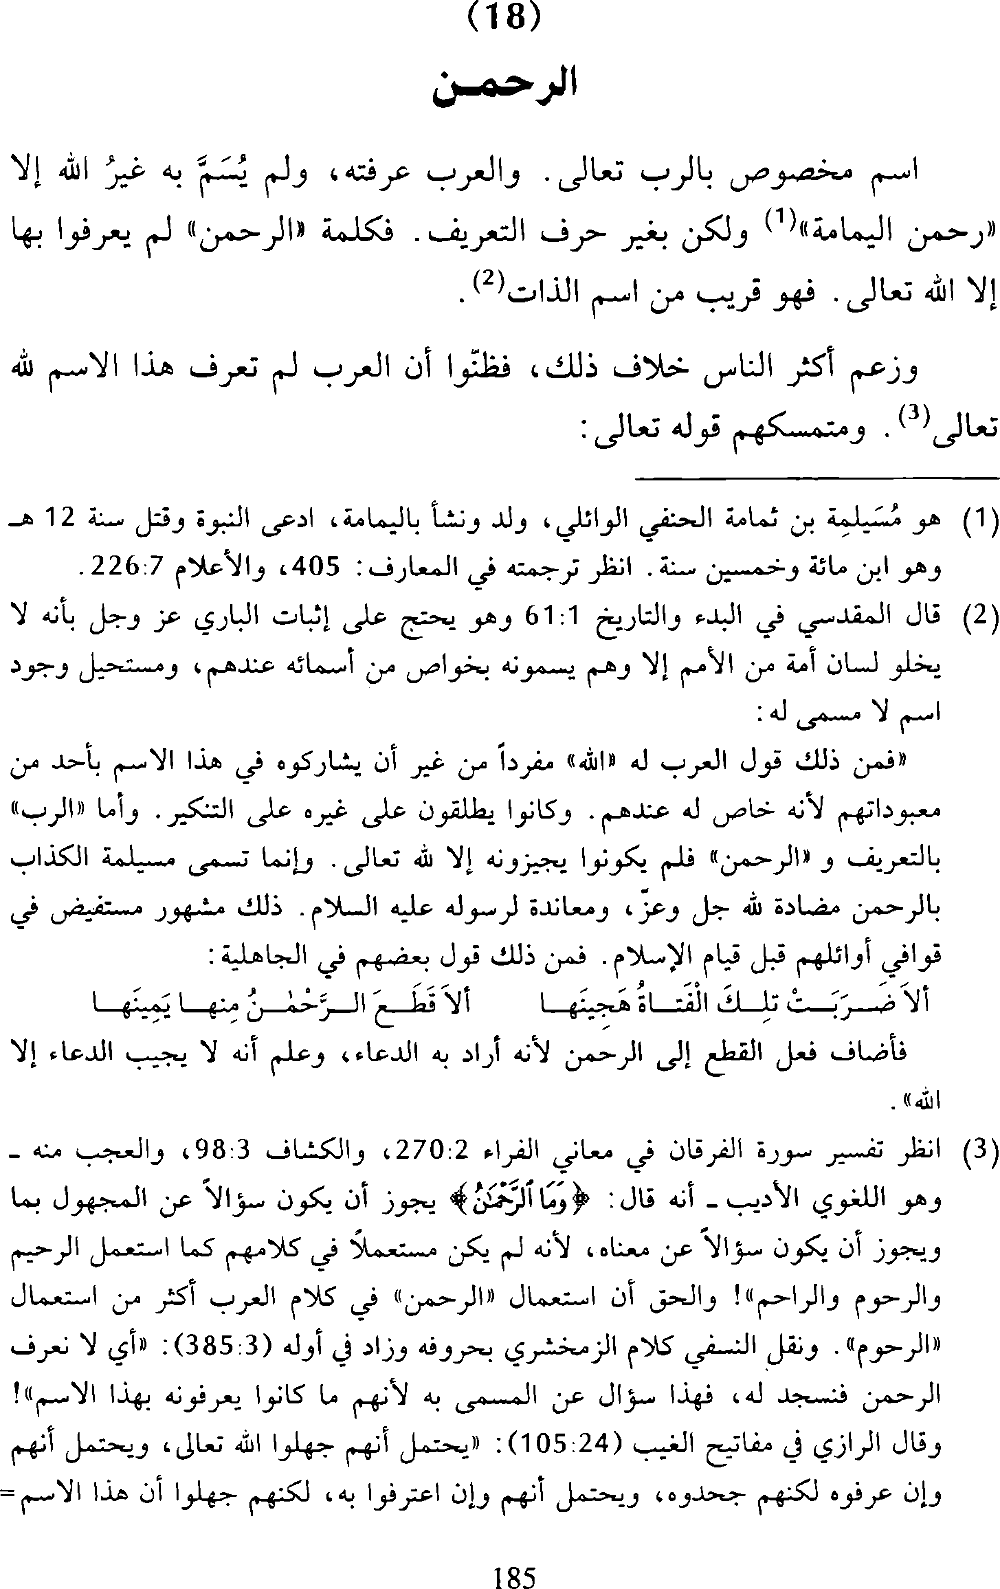 (18)
الرحمـن
اسم مخصوص بالرب تعالى. والعرب عرفته، ولم يُسَمَّ به غيرُ الله إلا
«رحمن اليمامة»(1) ولكن بغير حرف التعريف. فكلمة «الرحمن» لم يعرفوا بها
إلا الله تعالى. فهو قريب من اسم الذات(2).
وزعم أكثر الناس خلاف ذلك، فظنّوا أن العرب لم تعرف هذا الاسم لله
تعالى(3). ومتمسكهم قوله تعالى:
(1) هو مُسَيلمِة بن ثمامة الحنفي الوائلي، ولد ونشأ باليمامة، ادعى النبوة وقتل سنة 12 هـ
وهو ابن مائة وخمسين سنة. انظر ترجمته في المعارف: 405، والأعلام 226:7.
(2) قال المقدسي في البدء والتاريخ 61:1 وهو يحتج على إثبات الباري عز وجل بأنه لا
يخلو لسان أمة من الأمم إلا وهم يسمونه بخواص من أسمائه عندهم، ومستحيل وجود
اسم لا مسمى له:
«فمن ذلك قول العرب له «الله» مفرداً من غير أن يشاركوه في هذا الاسم بأحد من
معبوداتهم لأنه خاص له عندهم. وكانوا يطلقون على غيره على التنكير. وأما «الرب»
بالتعريف و «الرحمن» فلم يكونوا يجيزونه إلا لله تعالى. وإنما تسمى مسيلمة الكذاب
بالرحمن مضادة لله جل وعزّ، ومعاندة لرسوله عليه السلام. ذلك مشهور مستفيض في
قوافي أوائلهم قبل قيام الإسلام. فمن ذلك قول بعضهم في الجاهلية:
ألاَ ضَـرَبَـتْ تلِـكَ الْفَتـاةُ هَجِينَهـا ألاَ قَطَـعَ الـرَّحْمٰـنُ مِنهـا يَمِينَهـا
فأضاف فعل القطع إلى الرحمن لأنه أراد به الدعاء، وعلم أنه لا يجيب الدعاء إلا
الله».
(3) انظر تفسير سورة الفرقان في معاني الفراء 270:2، والكشاف 98:3، والعجب منه ـ
وهو اللغوي الأديب ـ أنه قال: ﴿وَمَا ٱلرَّحْمَٰنُ﴾ يجوز أن يكون سؤالاً عن المجهول بما
ويجوز أن يكون سؤالاً عن معناه، لأنه لم يكن مستعملاً في كلامهم كما استعمل الرحيم
والرحوم والراحم»! والحق أن استعمال «الرحمن» في كلام العرب أكثر من استعمال
«الرحوم». ونقل النسفي كلام الزمخشري بحروفه وزاد في أوله (385:3): «أي لا نعرف
الرحمن فنسجد له، فهذا سؤال عن المسمى به لأنهم ما كانوا يعرفونه بهذا الاسم»!
وقال الرازي في مفاتيح الغيب (105:24): «يحتمل أنهم جهلوا الله تعالى، ويحتمل أنهم
وإن عرفوه لكنهم جحدوه، ويحتمل أنهم وإن اعترفوا به، لكنهم جهلوا أن هذا الاسم=
185